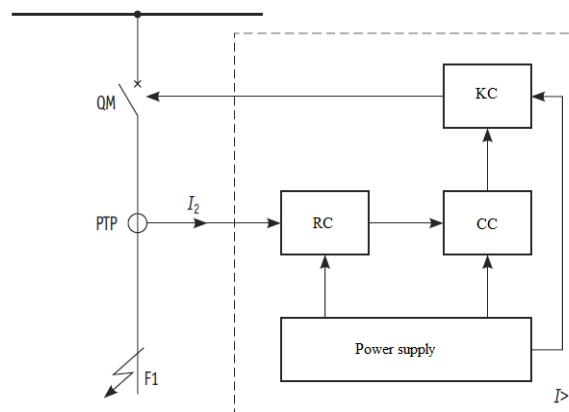 KC
QM
PTP
I₂
RC
CC
Power supply
F1
I>